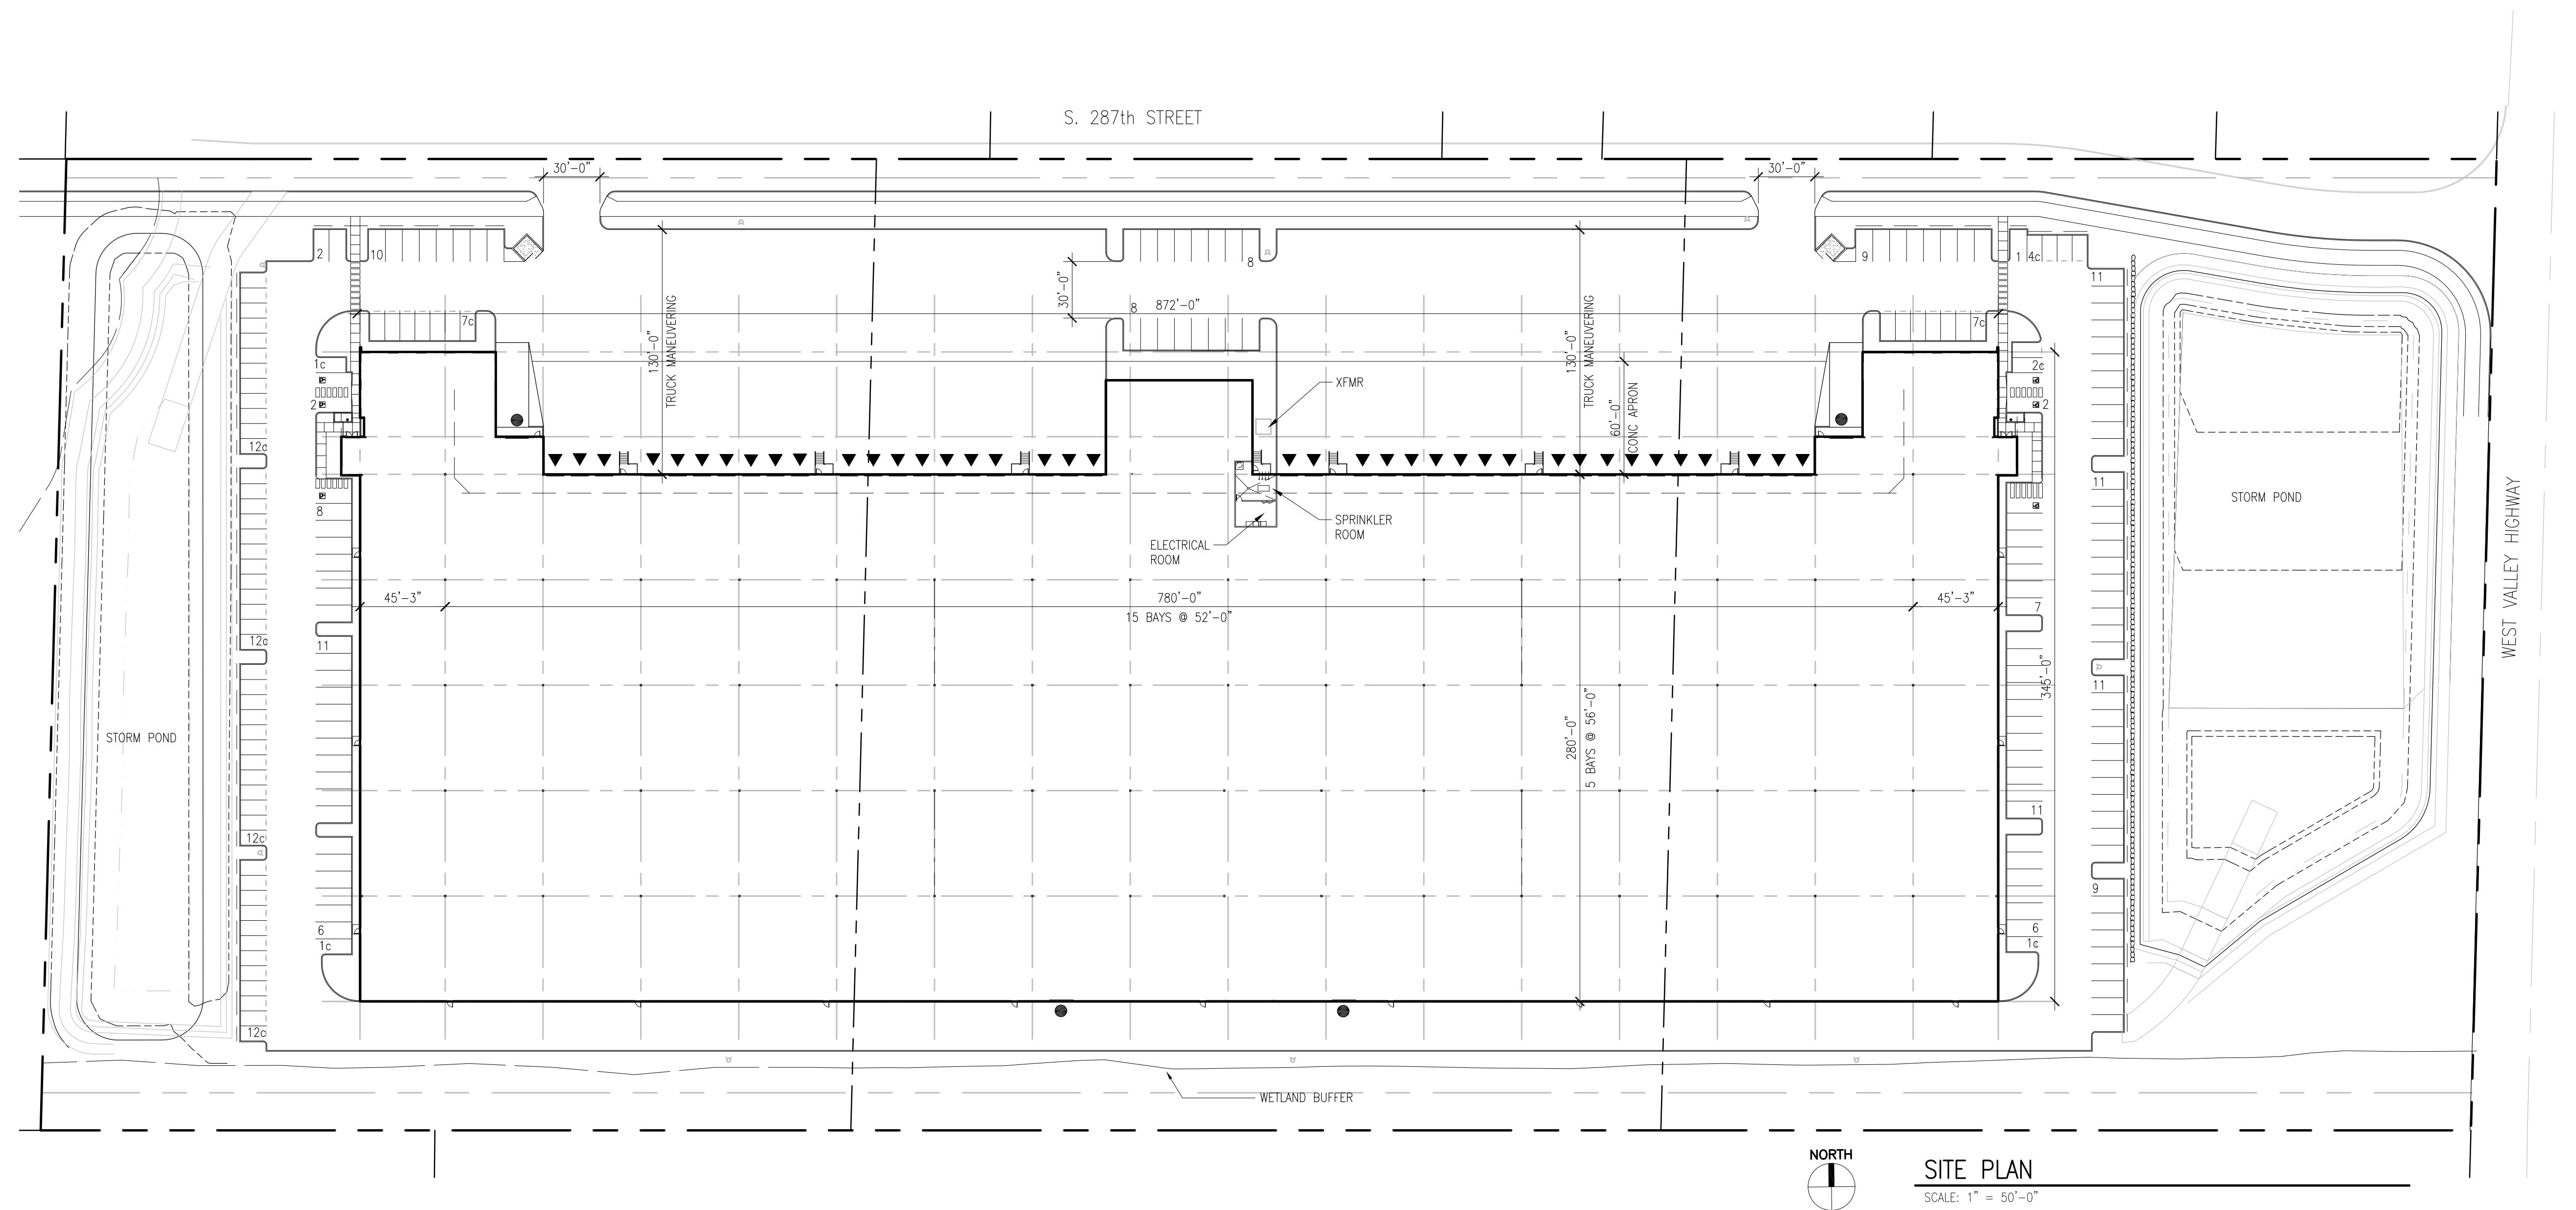 S. 287th STREET
30'-0"
30'-0"
2
10
8
9
1
4c
11
30'-0"
8
872'-0"
7c
7c
130'-0"
TRUCK MANEUVERING
130'-0"
TRUCK MANEUVERING
60'-0"
CONC APRON
1c
2
2c
2
XFMR
12c
11
8
SPRINKLER
ROOM
ELECTRICAL
ROOM
STORM POND
WEST VALLEY HIGHWAY
45'-3"
780'-0"
15 BAYS @ 52'-0"
45'-3"
7
12c
11
345'-0"
11
280'-0"
5 BAYS @ 56'-0"
STORM POND
11
12c
9
6
1c
6
1c
12c
WETLAND BUFFER
NORTH
SITE PLAN
SCALE: 1" = 50'-0"